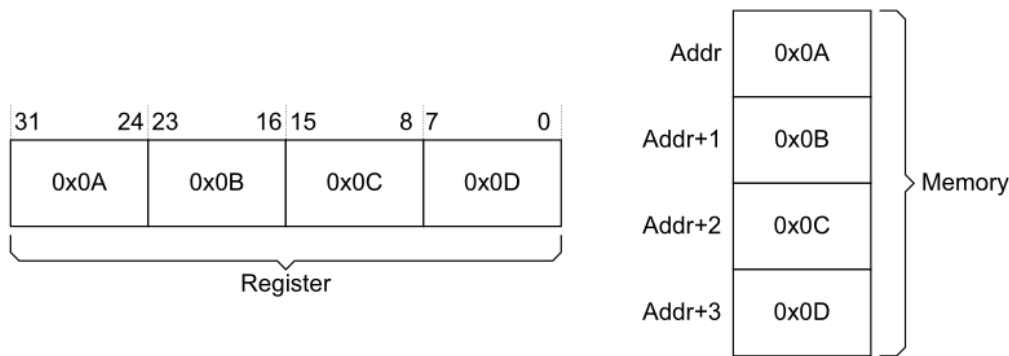 31 24 23 16 15 8 7 0
0x0A 0x0B 0x0C 0x0D
Register
Addr 0x0A
Addr+1 0x0B
Addr+2 0x0C
Addr+3 0x0D
Memory